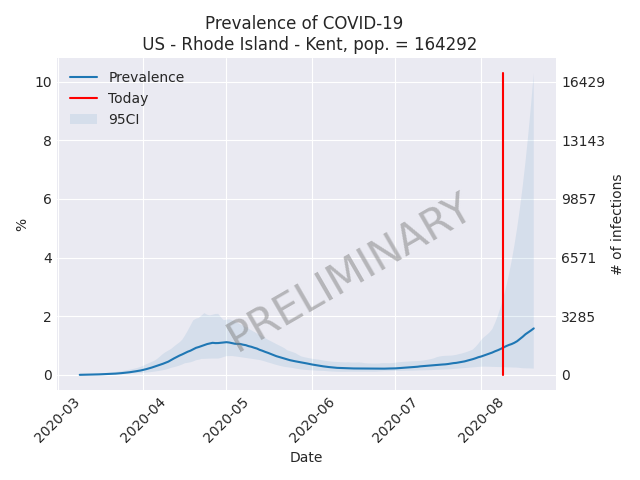 Prevalence of COVID-19
US - Rhode Island - Kent, pop. = 164292
Prevalence
Today
95CI
10
8
6
4
2
0
%
16429
13143
9857
6571
3285
0
# of infections
PRELIMINARY
2020-03
2020-04
2020-05
2020-06
2020-07
2020-08
Date